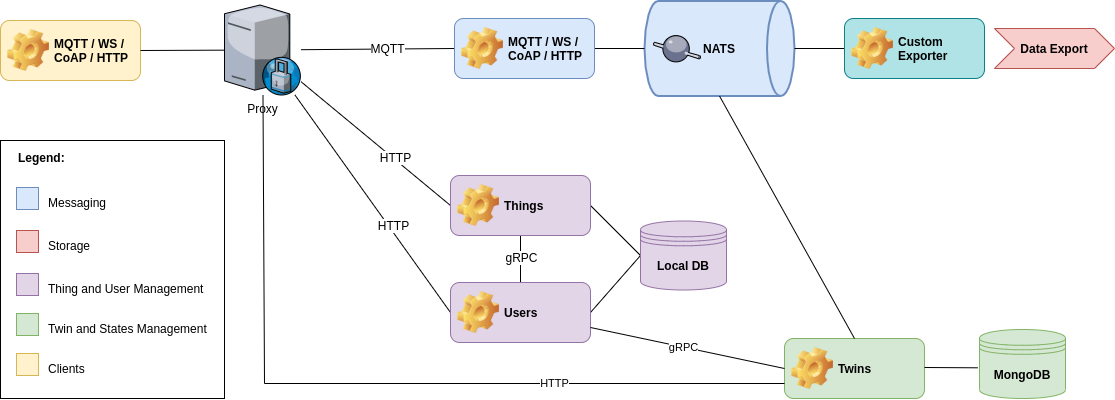 MQTT / WS /
CoAP / HTTP
Proxy
MQTT
MQTT / WS /
CoAP / HTTP
NATS
Custom
Exporter
Data Export
HTTP
HTTP
Legend:
Messaging
Storage
Thing and User Management
Twin and States Management
Clients
Things
gRPC
Users
Local DB
gRPC
HTTP
Twins
MongoDB